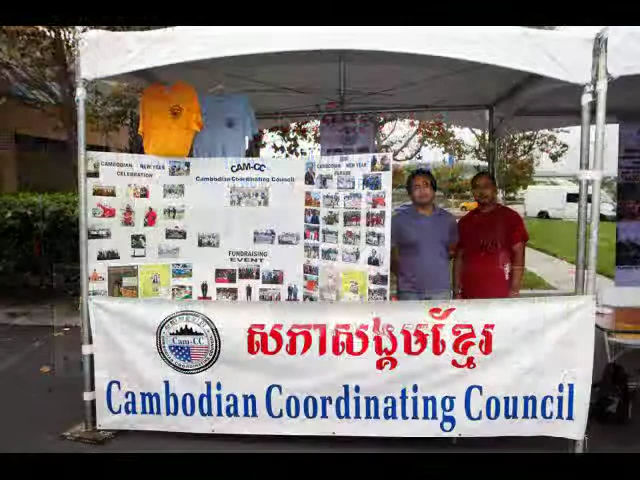 CAMBODIAN NEW YEAR
CELEBRATION
CAM-CC
Cambodian Coordinating Council
CAMBODIAN NEW YEAR
PARADE
FUNDRAISING
EVENT
Cam-CC
សភាសង្គមខ្មែរ
Cambodian Coordinating Council